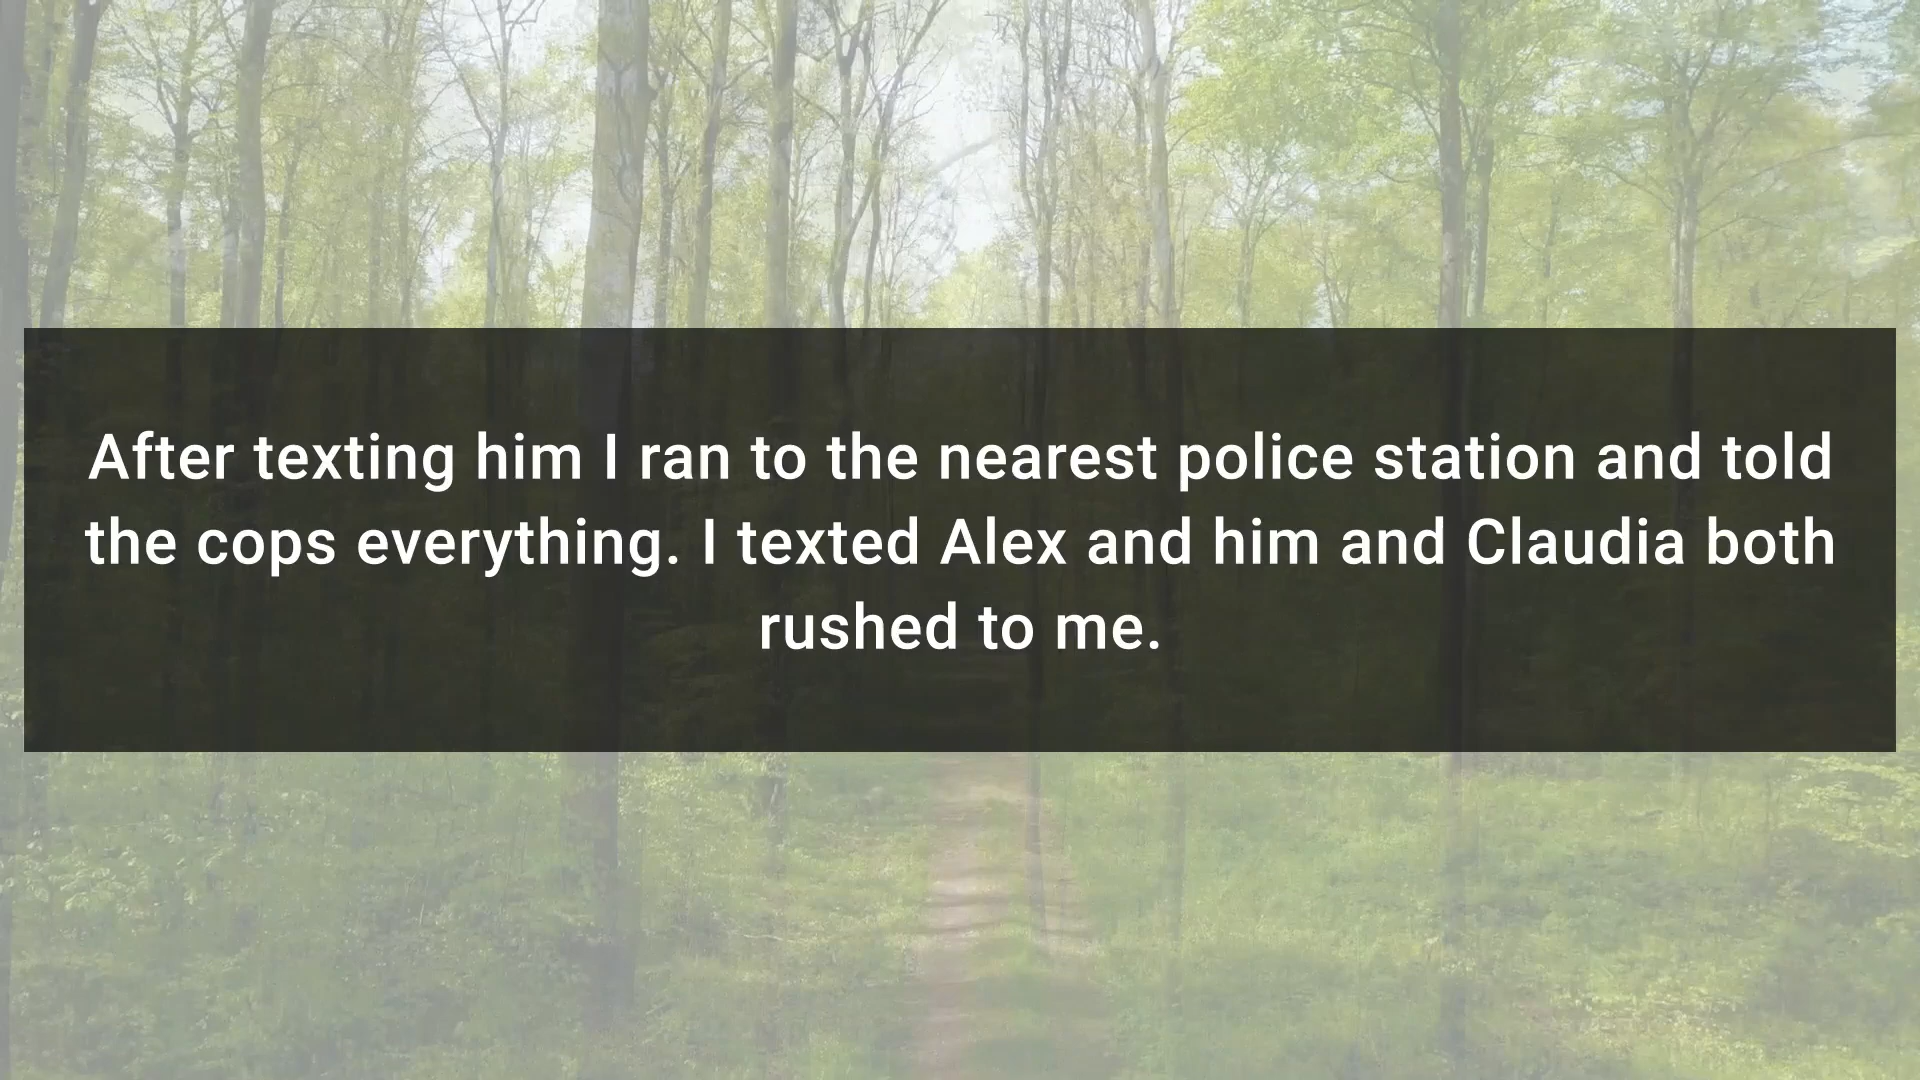 After texting him I ran to the nearest police station and told
the cops everything. I texted Alex and him and Claudia both
rushed to me.